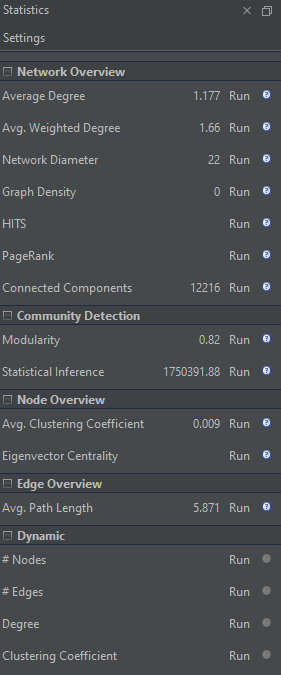 Statistics
Settings
Network Overview
Average Degree 1.177 Run ?
Avg. Weighted Degree 1.66 Run ?
Network Diameter 22 Run ?
Graph Density 0 Run ?
HITS Run ?
PageRank Run ?
Connected Components 12216 Run ?
Community Detection
Modularity 0.82 Run ?
Statistical Inference 1750391.88 Run ?
Node Overview
Avg. Clustering Coefficient 0.009 Run ?
Eigenvector Centrality Run ?
Edge Overview
Avg. Path Length 5.871 Run ?
Dynamic
# Nodes Run ?
# Edges Run ?
Degree Run ?
Clustering Coefficient Run ?